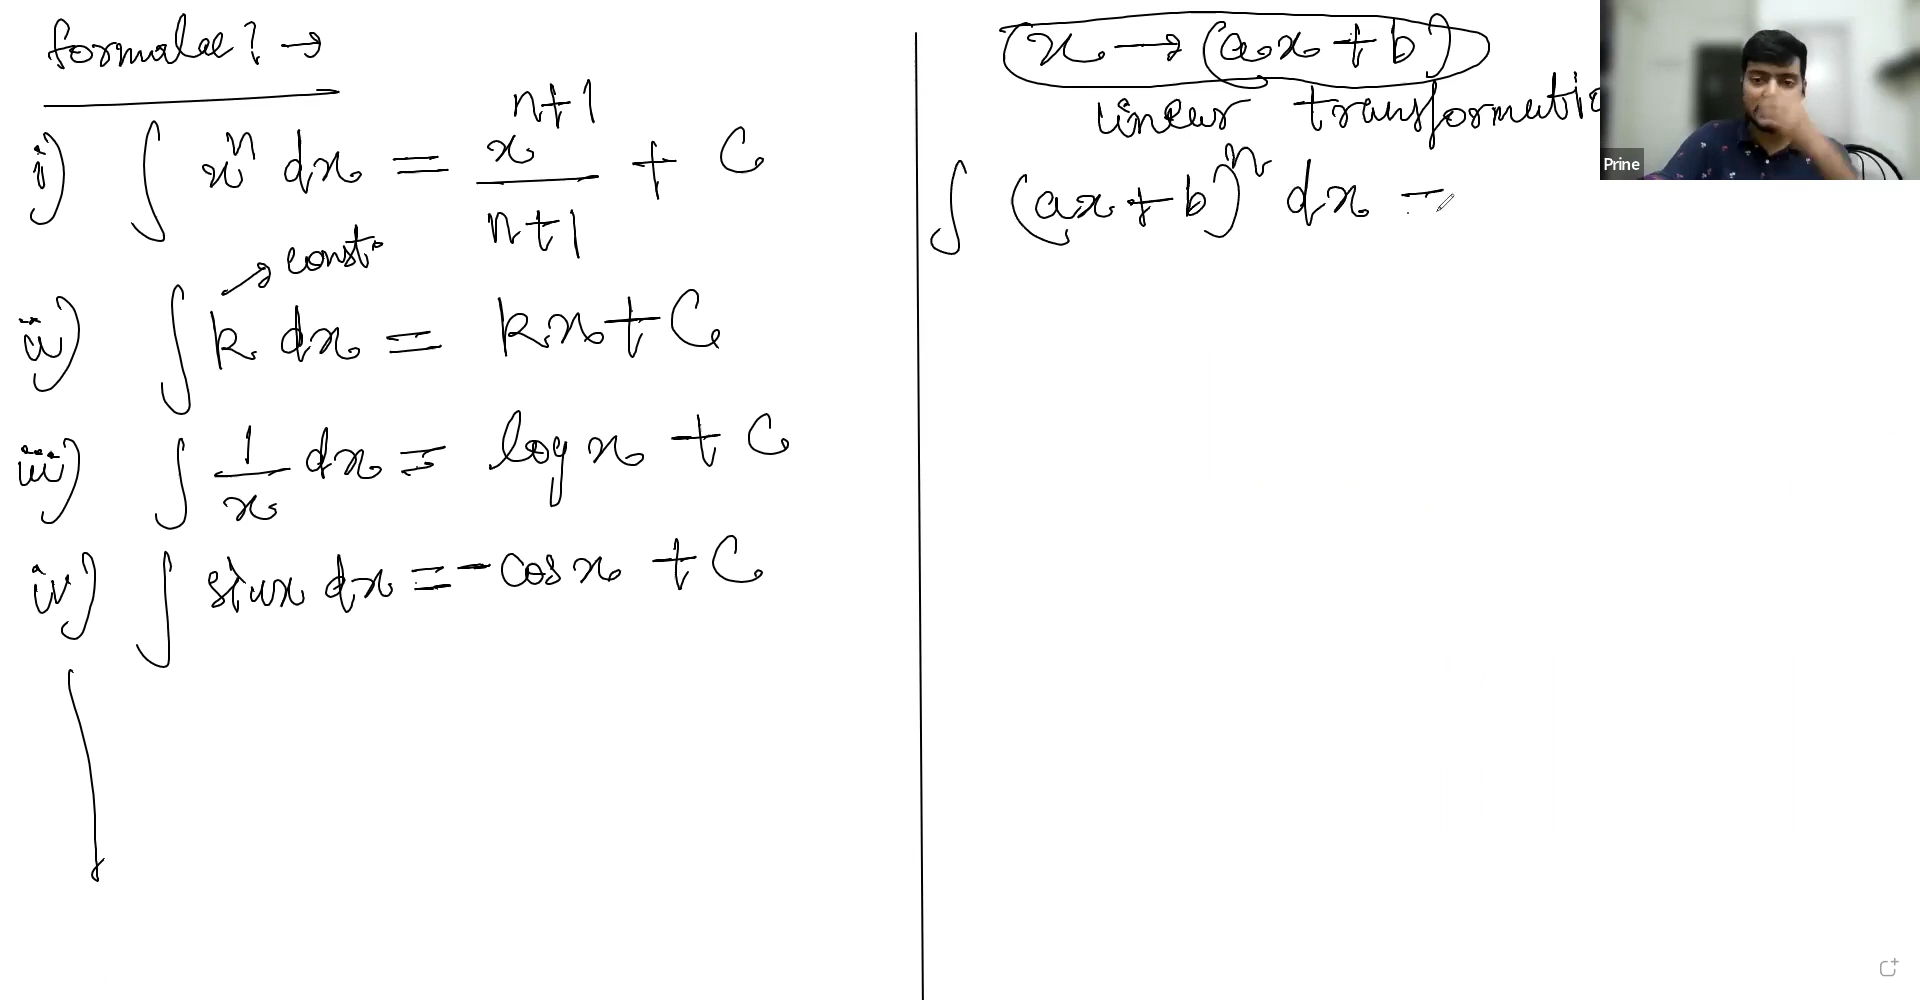 formulae? →
i) ∫ xⁿ dx = xⁿ⁺¹/n+1 + C
→ const.
ii) ∫ k dx = kx + C
iii) ∫ 1/x dx = log x + C
iv) ∫ sinx dx = - cos x + C
(x → (ax + b))
linear transformatio
∫ (ax + b)ⁿ dx =
Prine